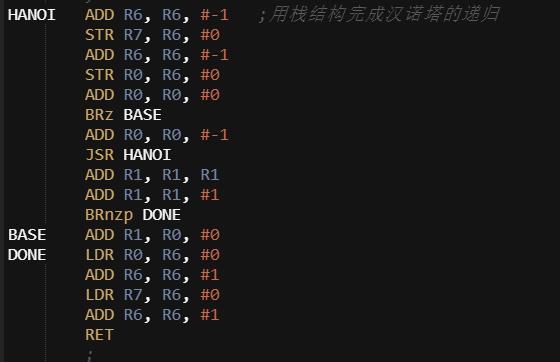 HANOI ADD R6, R6, #-1 ;用栈结构完成汉诺塔的递归
STR R7, R6, #0
ADD R6, R6, #-1
STR R0, R6, #0
ADD R0, R0, #0
BRz BASE
ADD R0, R0, #-1
JSR HANOI
ADD R1, R1, R1
ADD R1, R1, #1
BRnzp DONE
BASE ADD R1, R0, #0
DONE LDR R0, R6, #0
ADD R6, R6, #1
LDR R7, R6, #0
ADD R6, R6, #1
RET
;